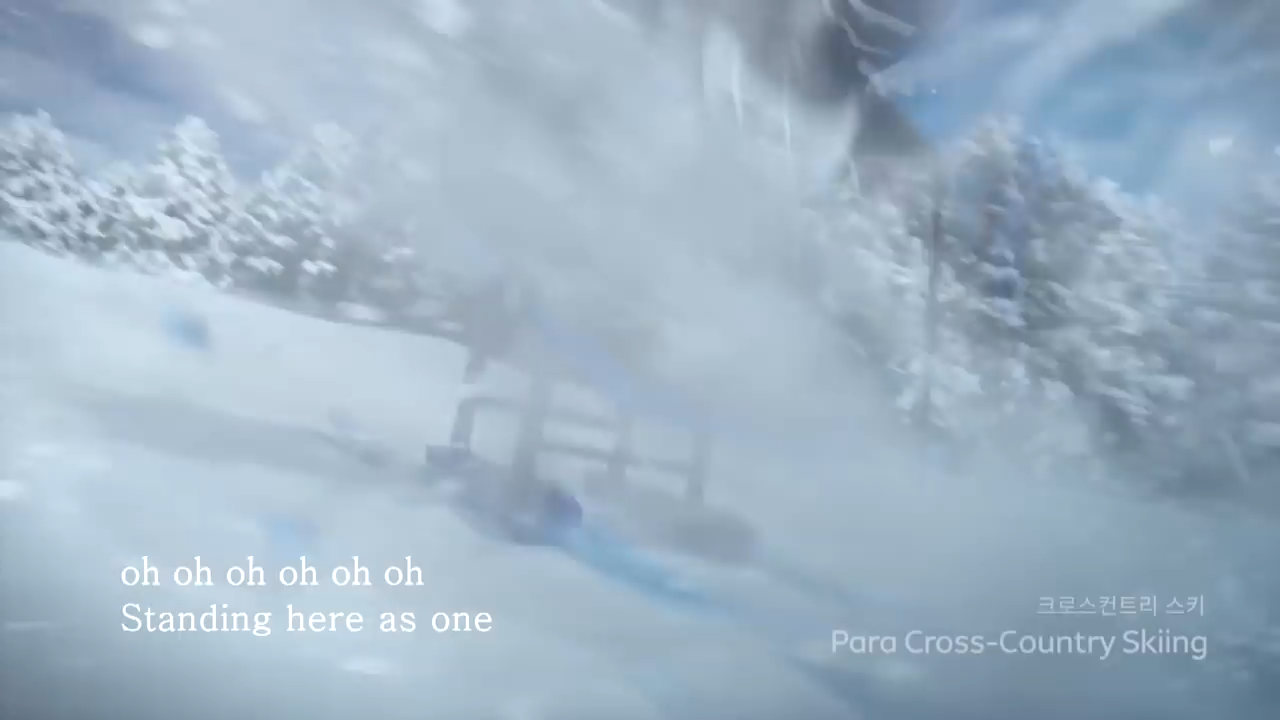 oh oh oh oh oh oh
Standing here as one
크로스컨트리 스키
Para Cross-Country Skiing